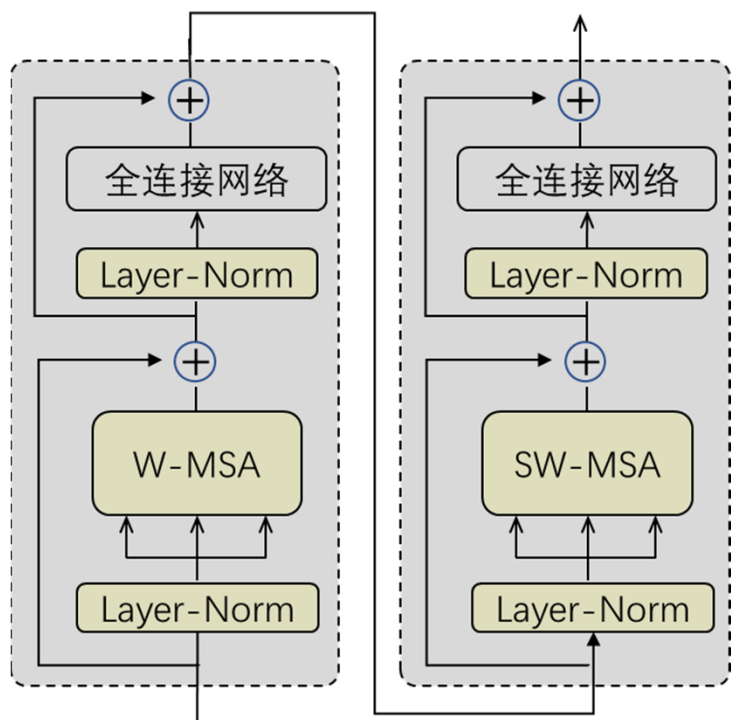 全连接网络
Layer-Norm
W-MSA
Layer-Norm
全连接网络
Layer-Norm
SW-MSA
Layer-Norm